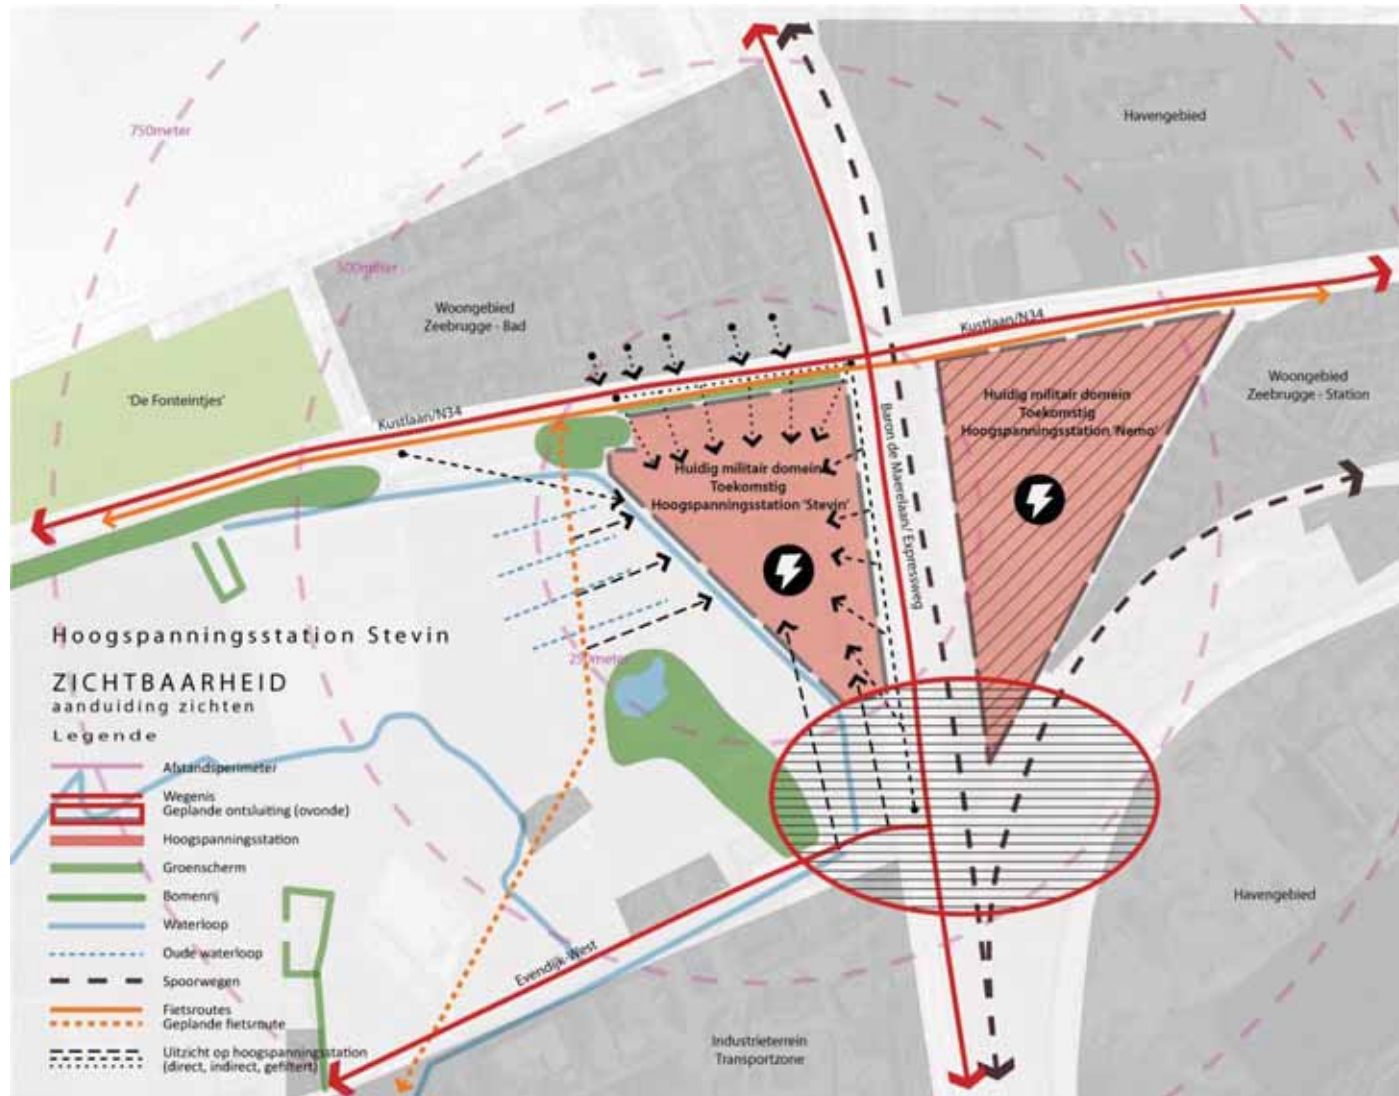 750meter
Havengebied
500meter
Woongebied
Zeebrugge - Bad
Kustlaan/N34
'De Fonteintjes'
Kustlaan/N34
Woongebied
Zeebrugge - Station
Huidig militair domein
Toekomstig
Hoogspanningsstation 'Nemo'
Baron de Maerelaan/ Expressweg
Huidig militair domein
Toekomstig
Hoogspanningsstation 'Stevin'
250meter
Hoogspanningsstation Stevin
ZICHTBAARHEID
aanduiding zichten
Legende
Afstandsperimeter
Wegenis
Geplande ontsluiting (ovonde)
Hoogspanningsstation
Groenscherm
Bomenrij
Waterloop
Oude waterloop
Spoorwegen
Fietsroutes
Geplande fietsroute
Uitzicht op hoogspanningsstation
(direct, indirect, gefilterd)
Evendijk-West
Havengebied
Industrieterrein
Transportzone